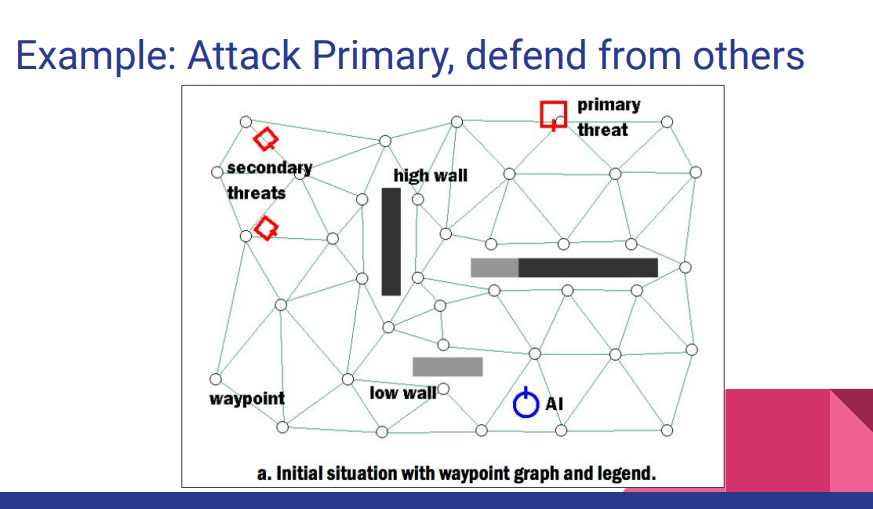 Example: Attack Primary, defend from others
primary
threat
secondary
threats
high wall
waypoint
low wall
AI
a. Initial situation with waypoint graph and legend.